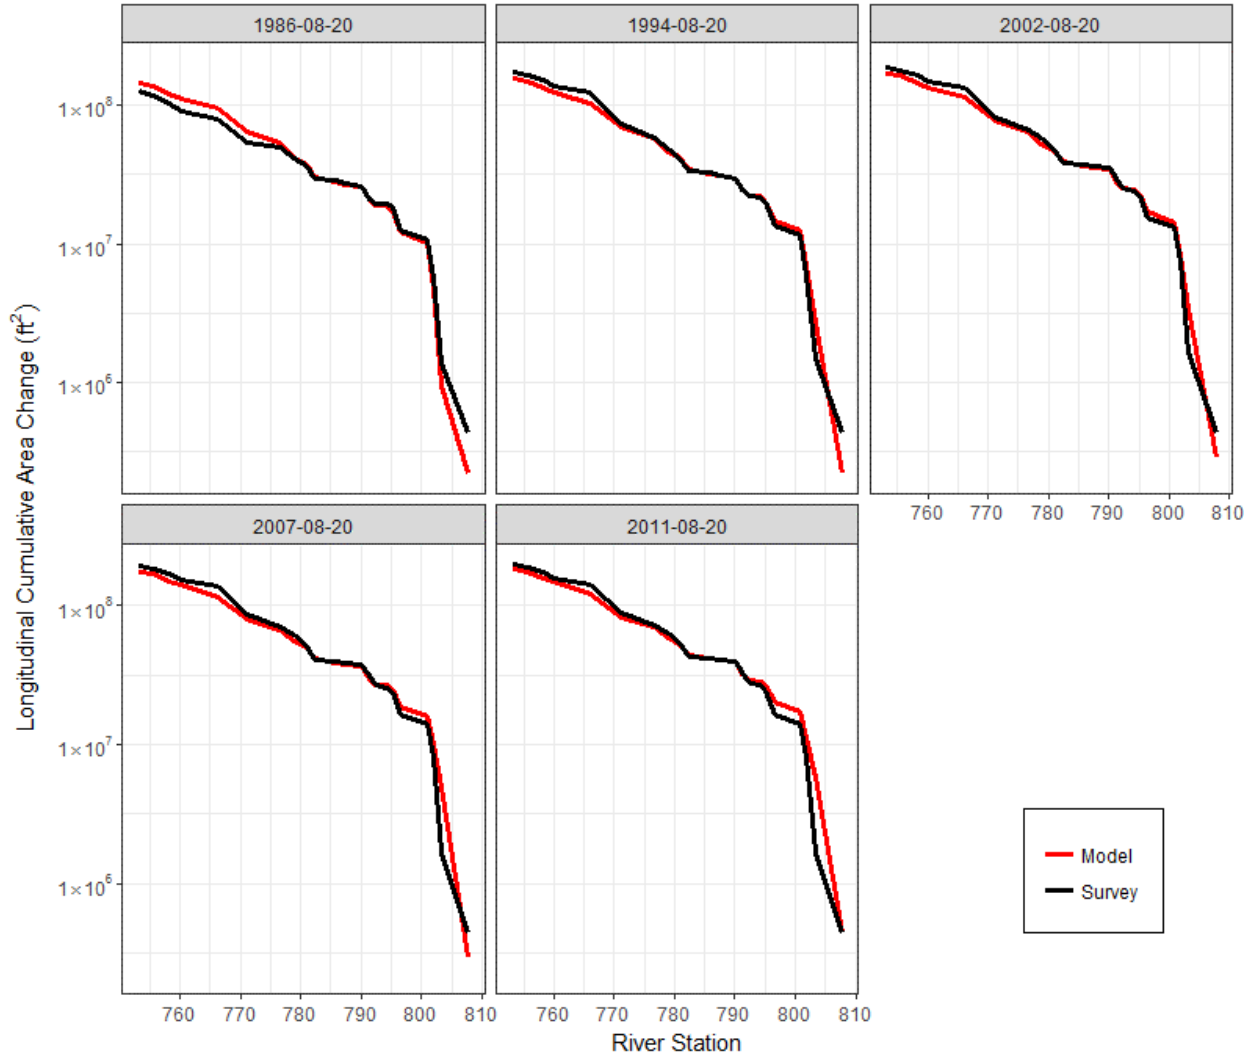 1986-08-20
1994-08-20
2002-08-20
1×10⁸
1×10⁷
1×10⁶
760 770 780 790 800 810
2007-08-20
2011-08-20
1×10⁸
1×10⁷
1×10⁶
760 770 780 790 800 810
760 770 780 790 800 810
Longitudinal Cumulative Area Change (ft²)
River Station
Model
Survey